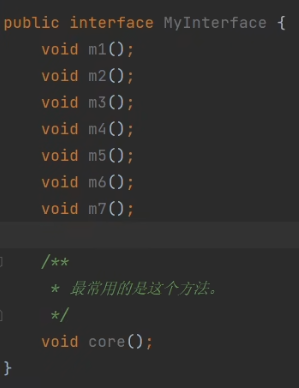 public interface MyInterface {
    void m1();
    void m2();
    void m3();
    void m4();
    void m5();
    void m6();
    void m7();
    /**
     * 最常用的是这个方法。
     */
    void core();
}